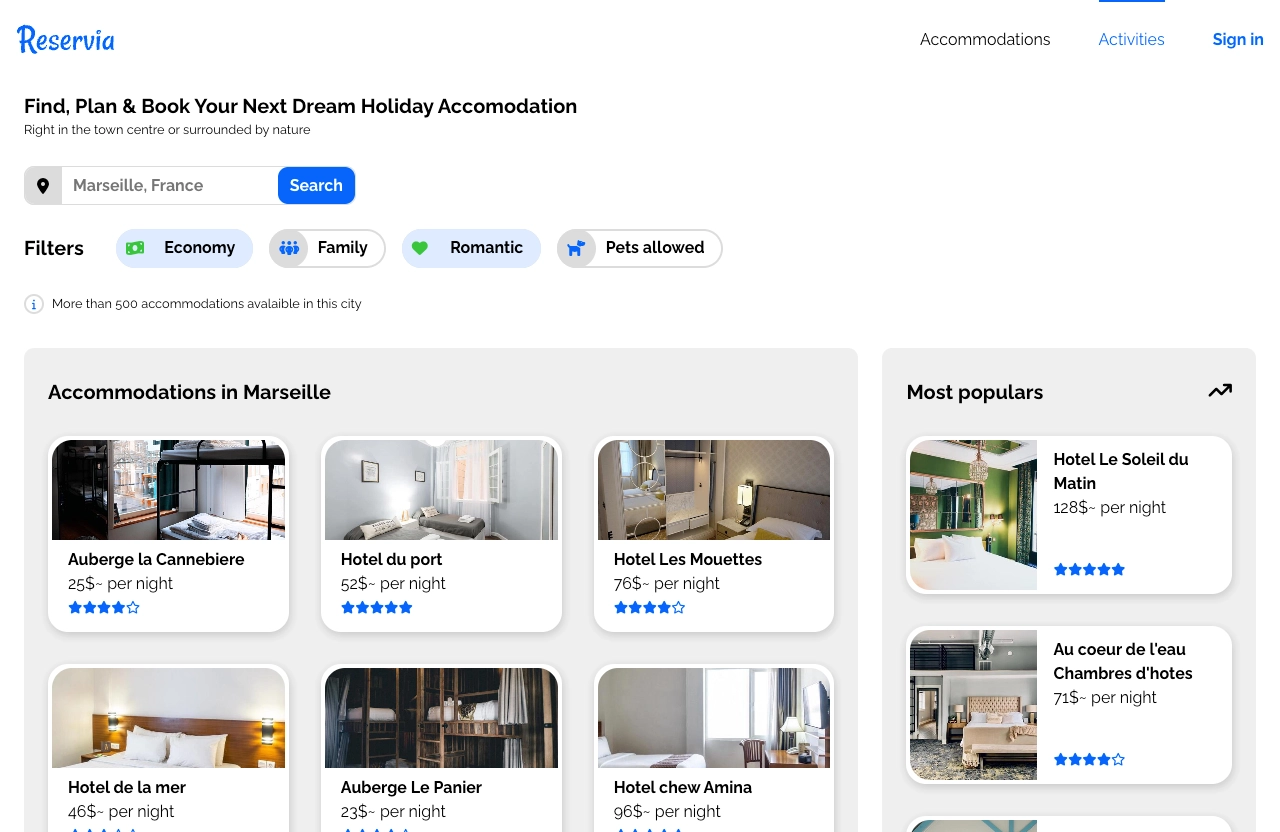 Reservia
Accommodations
Activities
Sign in
Find, Plan & Book Your Next Dream Holiday Accomodation
Right in the town centre or surrounded by nature
Marseille, France
Search
Filters
Economy
Family
Romantic
Pets allowed
More than 500 accommodations avalaible in this city
Accommodations in Marseille
Auberge la Cannebiere
25$~ per night
Hotel du port
52$~ per night
Hotel Les Mouettes
76$~ per night
Hotel de la mer
46$~ per night
Auberge Le Panier
23$~ per night
Hotel chew Amina
96$~ per night
Most populars
Hotel Le Soleil du
Matin
128$~ per night
Au coeur de l'eau
Chambres d'hotes
71$~ per night